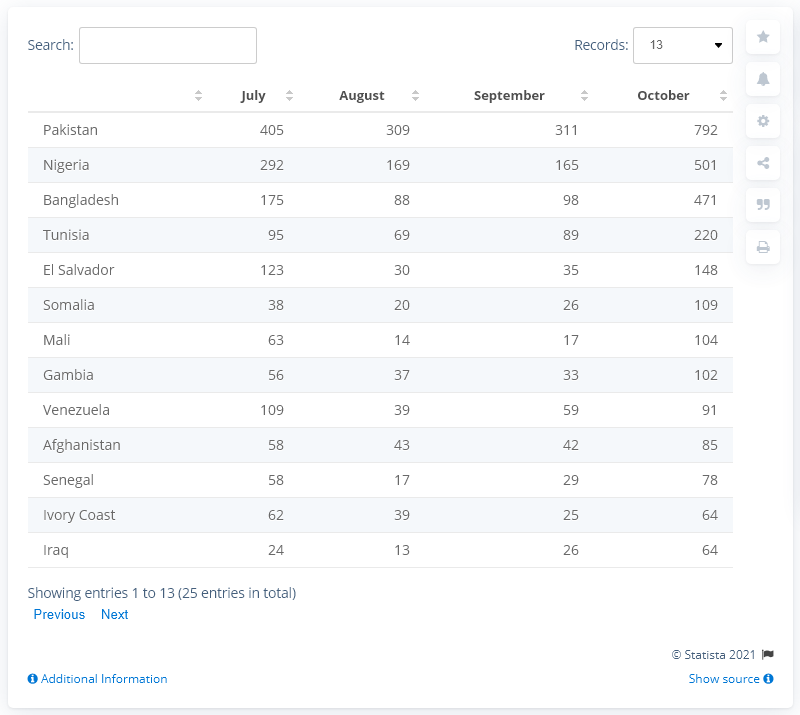 Search: Records: 13
July August September October
Pakistan 405 309 311 792
Nigeria 292 169 165 501
Bangladesh 175 88 98 471
Tunisia 95 69 89 220
El Salvador 123 30 35 148
Somalia 38 20 26 109
Mali 63 14 17 104
Gambia 56 37 33 102
Venezuela 109 39 59 91
Afghanistan 58 43 42 85
Senegal 58 17 29 78
Ivory Coast 62 39 25 64
Iraq 24 13 26 64
Showing entries 1 to 13 (25 entries in total)
Previous Next
© Statista 2021
Additional Information Show source